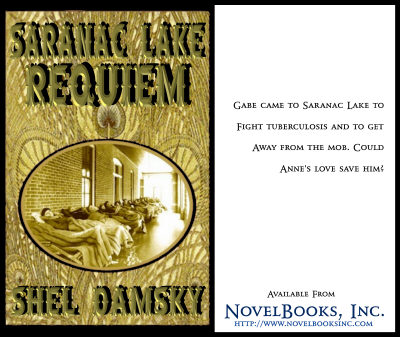 SARANAC LAKE
REQUIEM
SHEL DAMSKY
Gabe came to Saranac Lake to
Fight tuberculosis and to get
Away from the mob. Could
Anne's love save him?
Available From
NovelBooks, Inc.
http://www.novelbooksinc.com